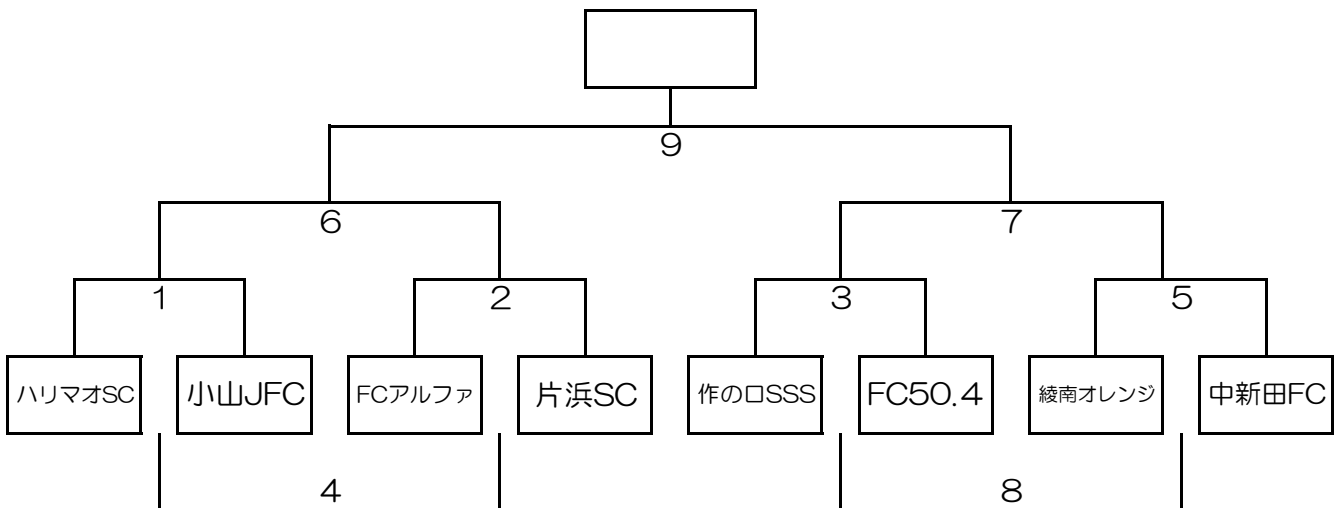 ９
６
７
１
２
３
５
ハリマオSC
小山JFC
FCアルファ
片浜SC
作の口SSS
FC50.4
綾南オレンジ
中新田FC
４
８